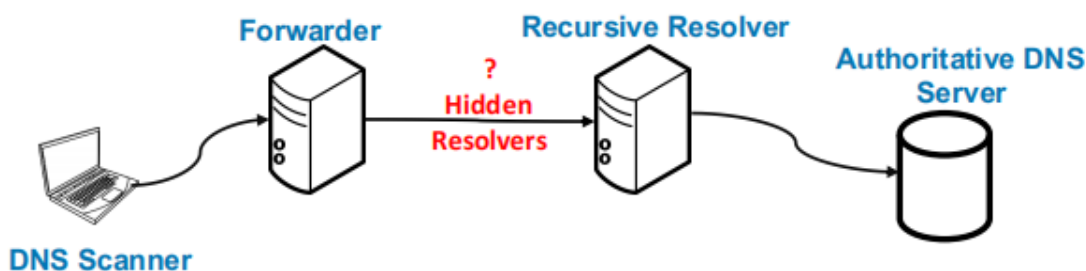 Forwarder
?
Hidden
Resolvers
Recursive Resolver
Authoritative DNS
Server
DNS Scanner